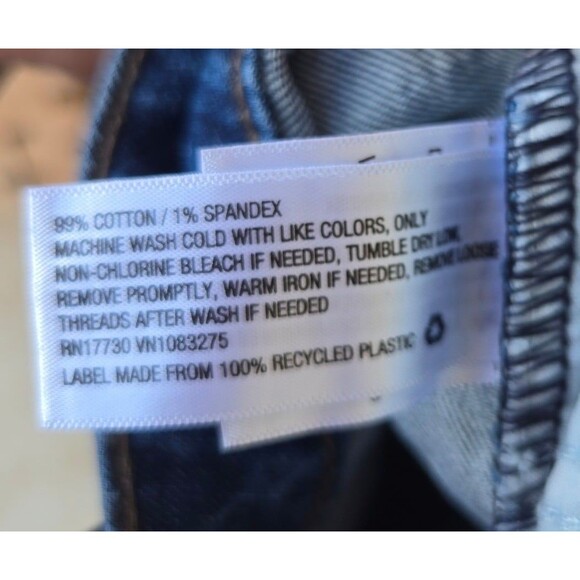 99% COTTON / 1% SPANDEX
MACHINE WASH COLD WITH LIKE COLORS, ONLY
NON-CHLORINE BLEACH IF NEEDED, TUMBLE DRY LOW,
REMOVE PROMPTLY, WARM IRON IF NEEDED, REMOVE LOOSE
THREADS AFTER WASH IF NEEDED
RN17730 VN1083275
LABEL MADE FROM 100% RECYCLED PLASTIC